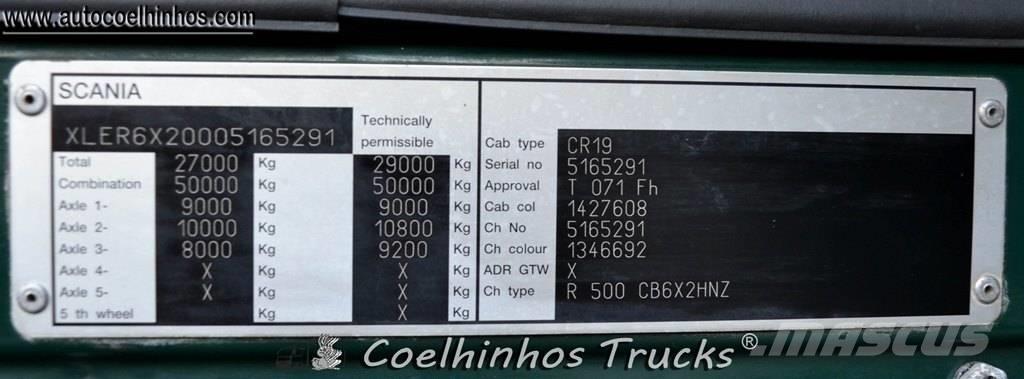 www.autocoelhinhos.com
SCANIA
XLER6X20005165291
Technically
permissible
Total 27000 Kg 29000 Kg
Combination 50000 Kg 50000 Kg
Axle 1- 9000 Kg 9000 Kg
Axle 2- 10000 Kg 10800 Kg
Axle 3- 8000 Kg 9200 Kg
Axle 4- X Kg X Kg
Axle 5- X Kg X Kg
5 th wheel Kg X Kg
Cab type CR19
Serial no 5165291
Approval T 071 Fh
Cab col 1427608
Ch No 5165291
Ch colour 1346692
ADR GTW X
Ch type R 500 CB6X2HNZ
Coelhinhos Trucks®
MASCUS